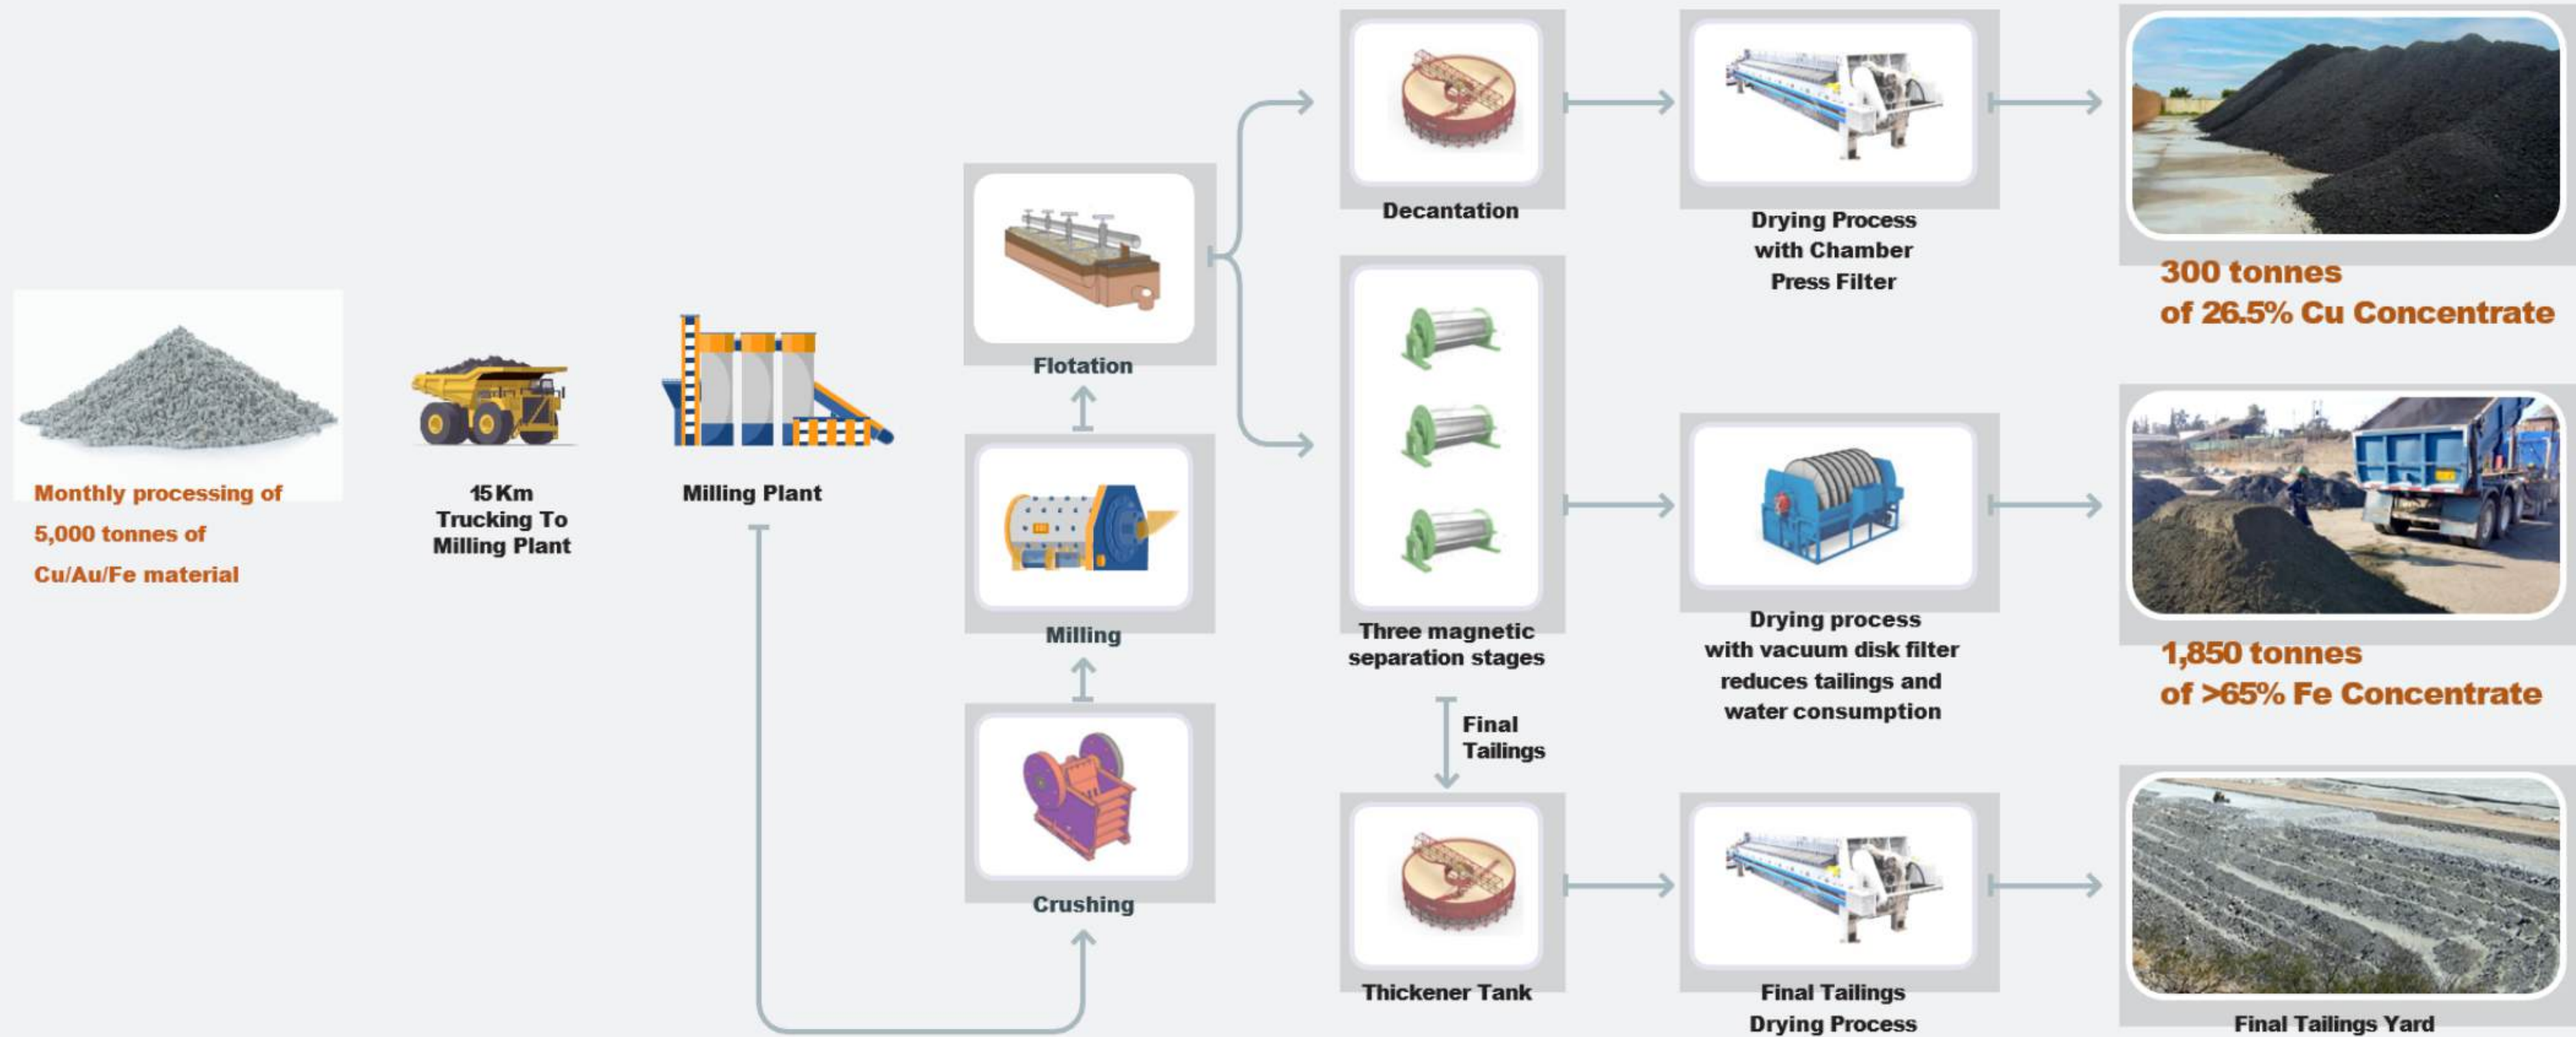 Monthly processing of
5,000 tonnes of
Cu/Au/Fe material
15Km
Trucking To
Milling Plant
Milling Plant
Flotation
Milling
Crushing
Decantation
Drying Process
with Chamber
Press Filter
300 tonnes
of 26.5% Cu Concentrate
Three magnetic
separation stages
Drying process
with vacuum disk filter
reduces tailings and
water consumption
1,850 tonnes
of >65% Fe Concentrate
Final
Tailings
Thickener Tank
Final Tailings
Drying Process
Final Tailings Yard